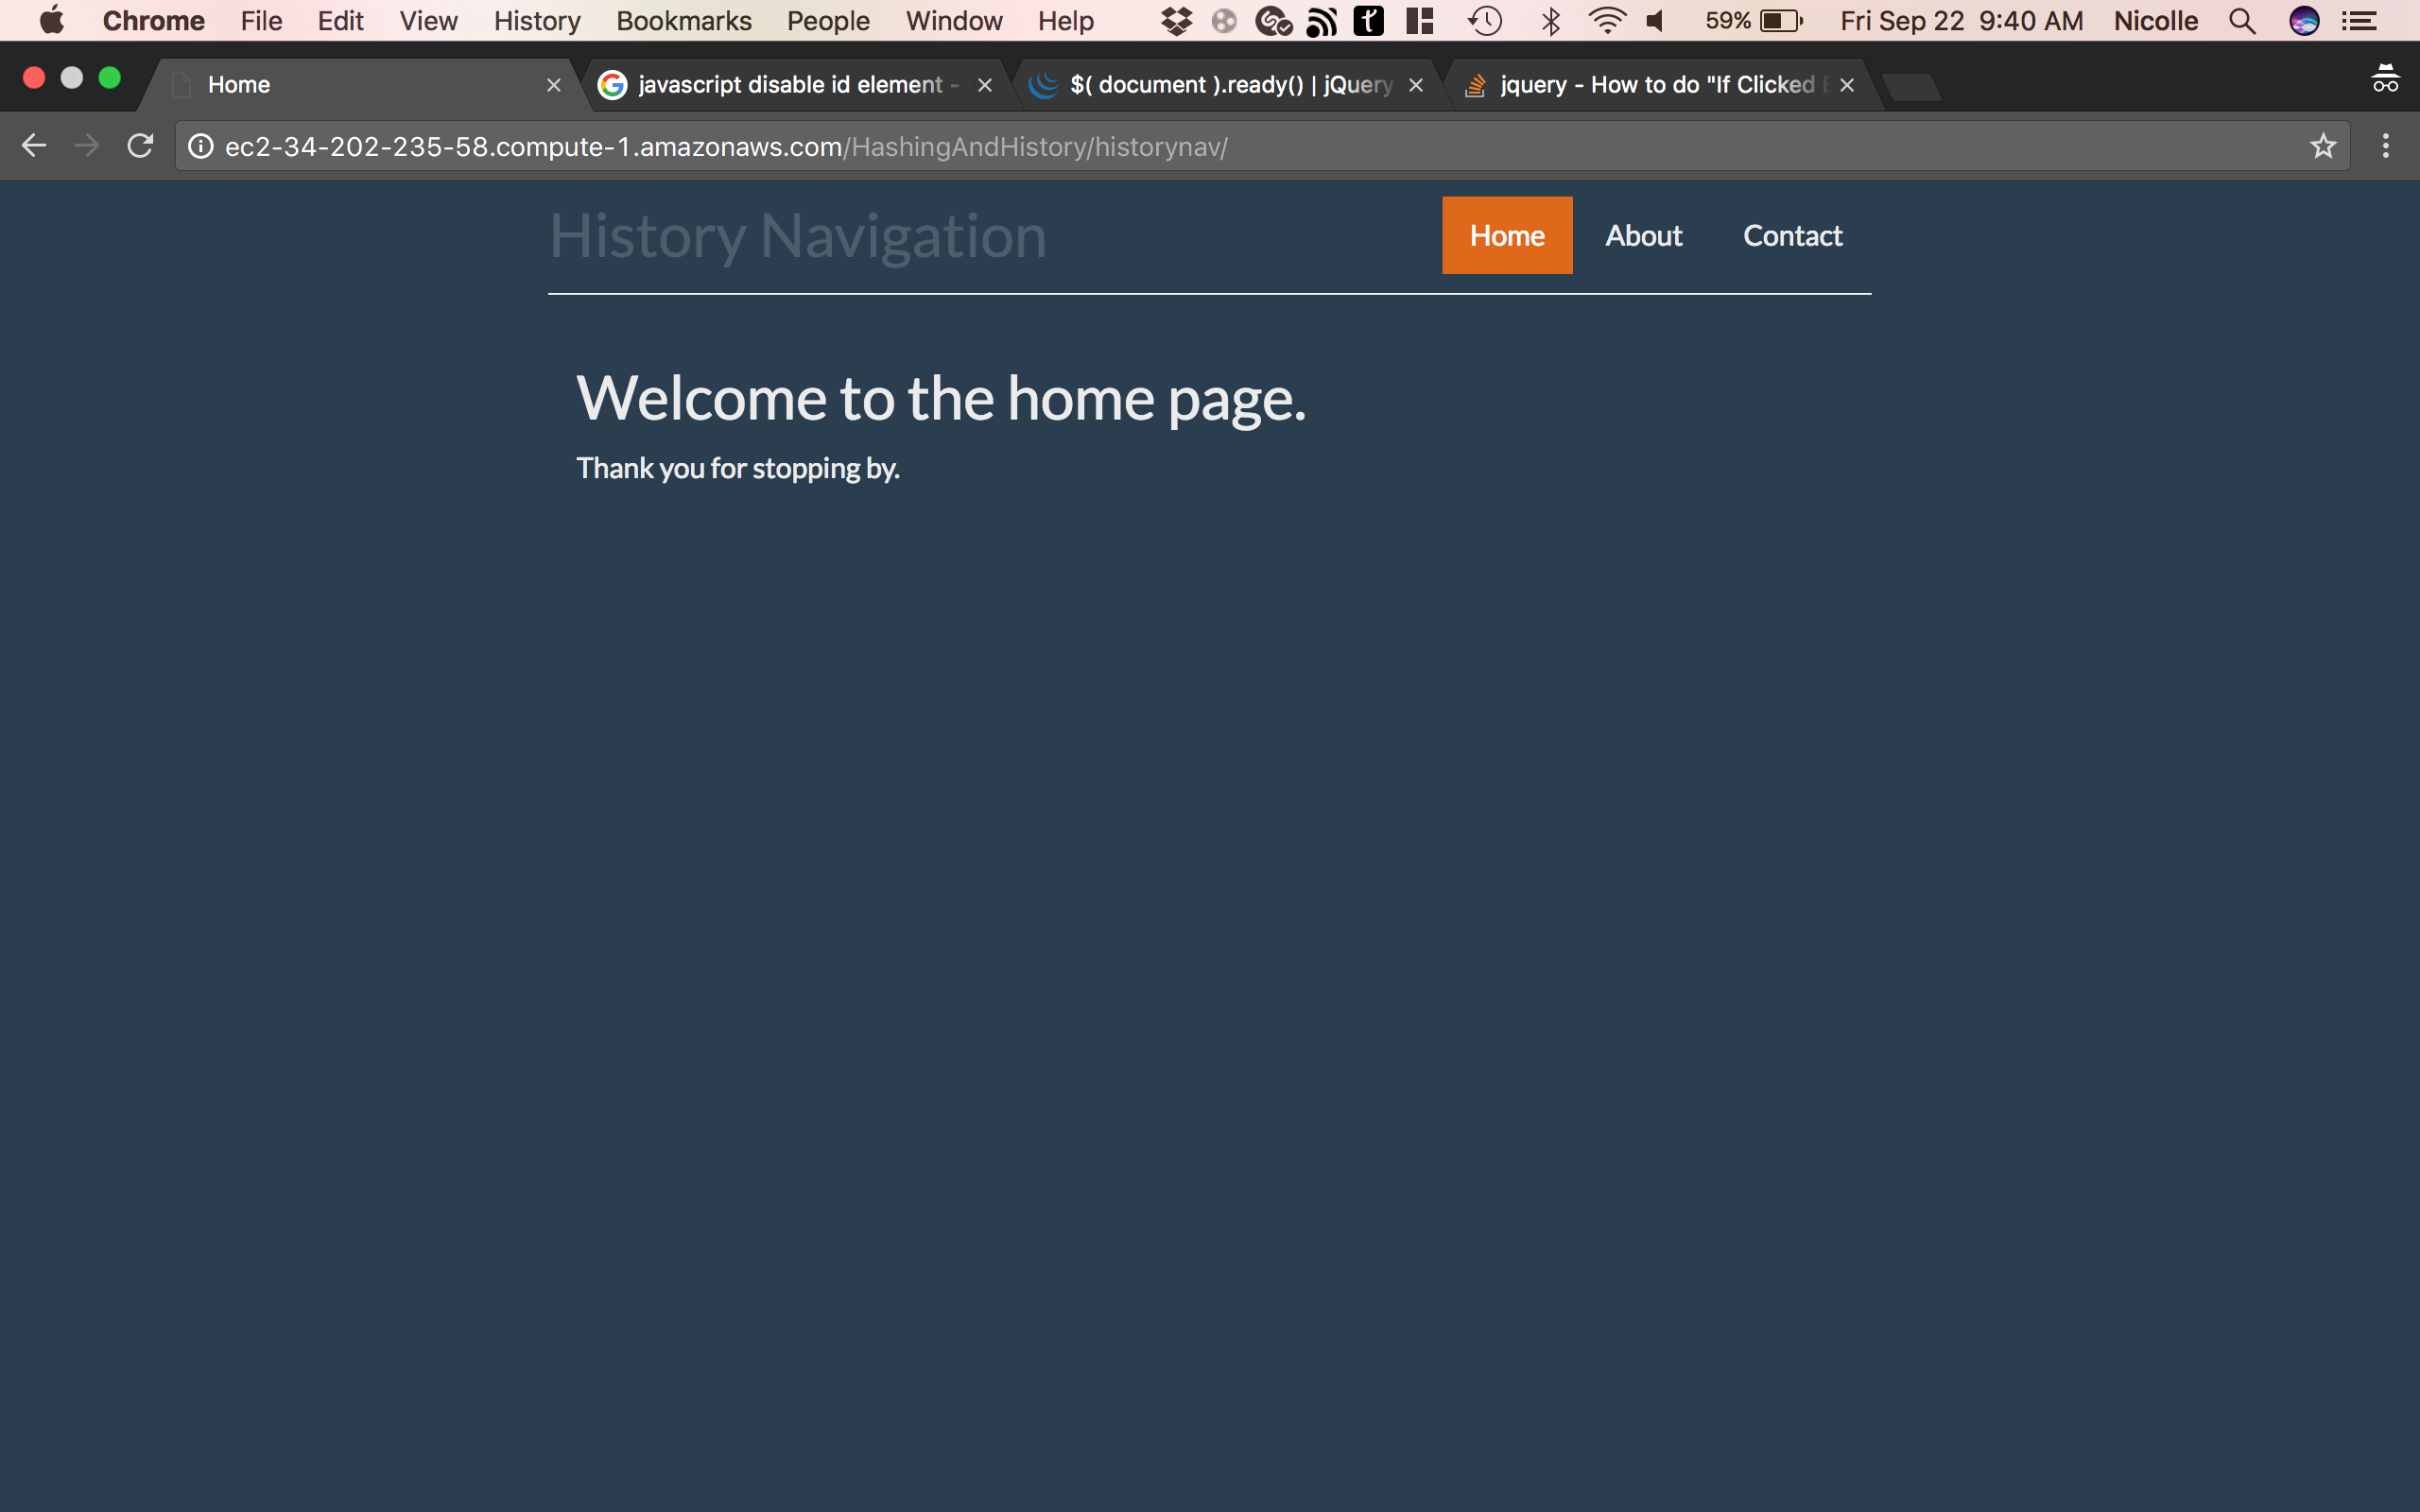 Chrome File Edit View History Bookmarks People Window Help 59% Fri Sep 22 9:40 AM Nicolle
Home javascript disable id element - $( document ).ready() | jQuery jquery - How to do "If Clicked
ec2-34-202-235-58.compute-1.amazonaws.com/HashingAndHistory/historynav/
History Navigation Home About Contact
Welcome to the home page.
Thank you for stopping by.